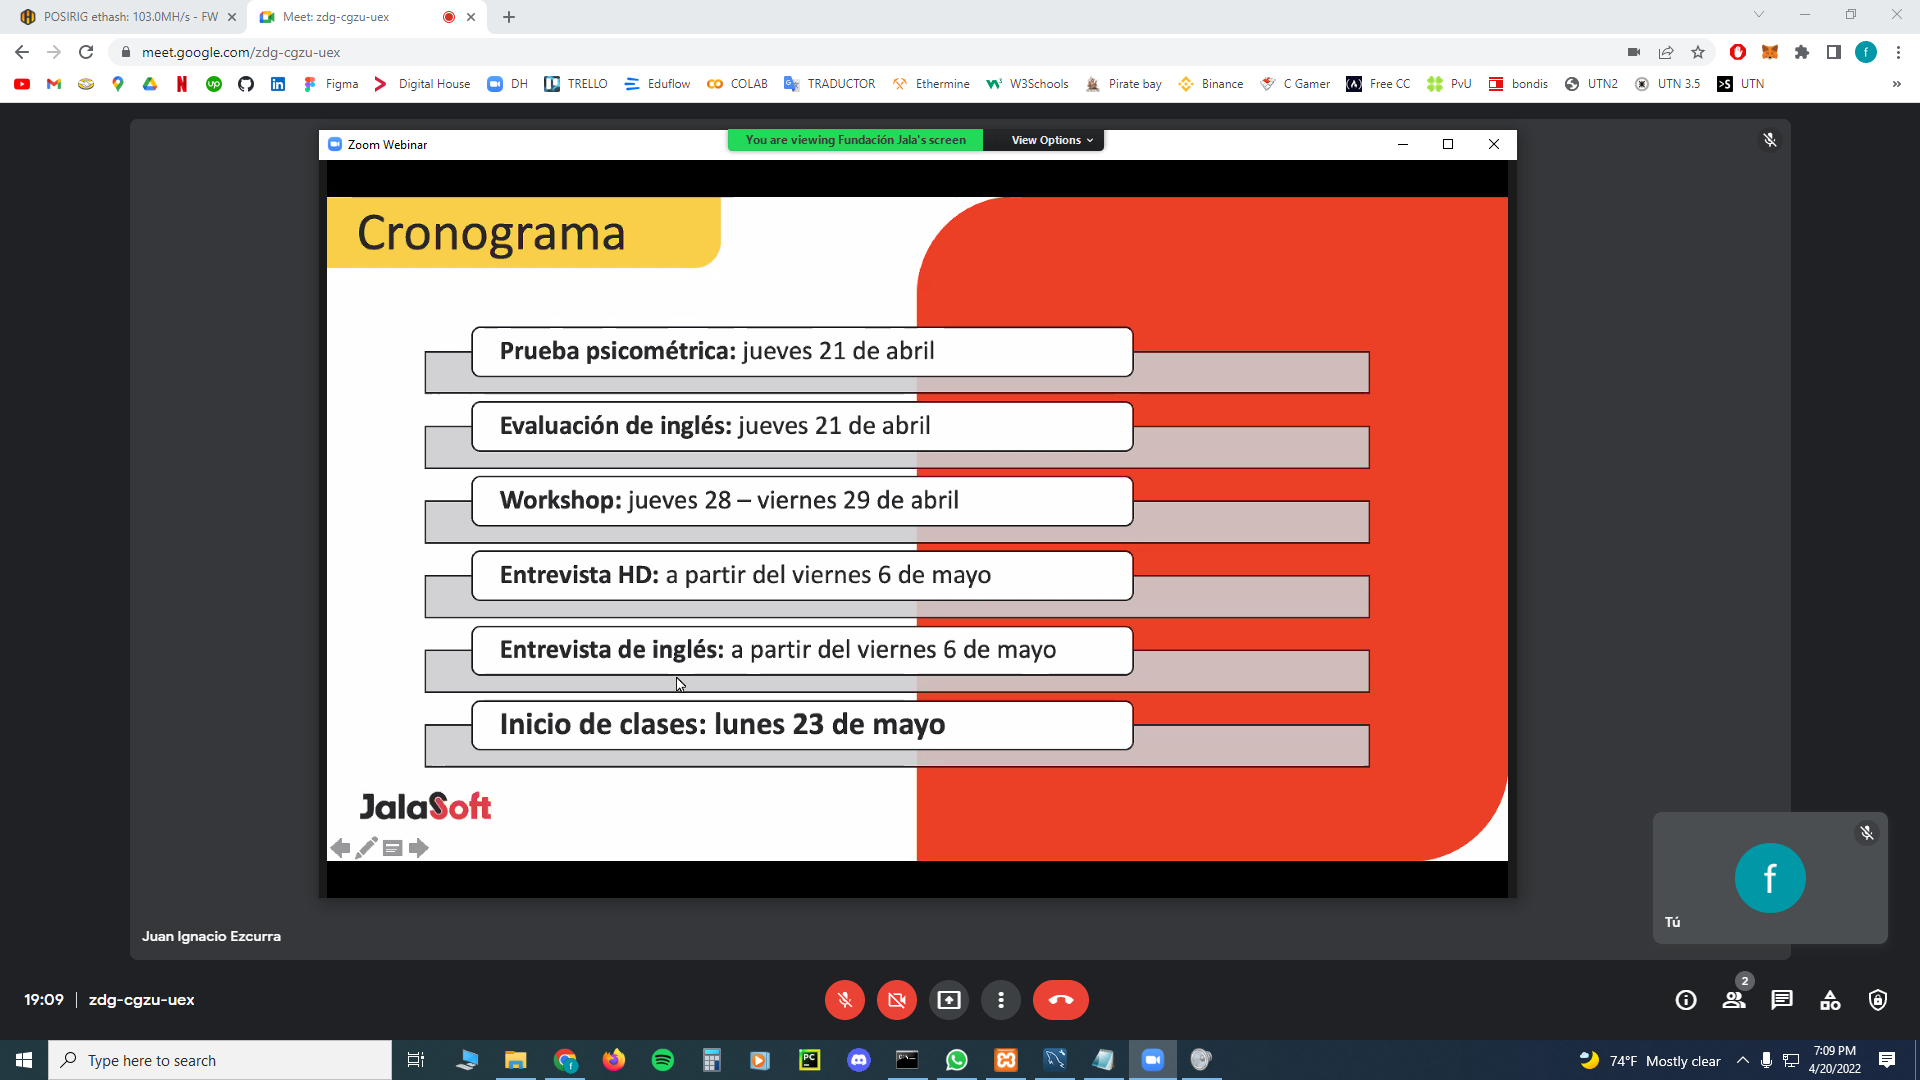 POSIRIG ethash: 103.0MH/s - FW
Meet: zdg-cgzu-uex
meet.google.com/zdg-cgzu-uex
f
Figma
Digital House
DH
TRELLO
Eduflow
COLAB
TRADUCTOR
Ethermine
W3Schools
Pirate bay
Binance
C Gamer
Free CC
PvU
bondis
UTN2
UTN 3.5
UTN
Zoom Webinar
You are viewing Fundación Jala's screen
View Options
Cronograma
Prueba psicométrica: jueves 21 de abril
Evaluación de inglés: jueves 21 de abril
Workshop: jueves 28 – viernes 29 de abril
Entrevista HD: a partir del viernes 6 de mayo
Entrevista de inglés: a partir del viernes 6 de mayo
Inicio de clases: lunes 23 de mayo
JalaSoft
f
Tú
Juan Ignacio Ezcurra
19:09 | zdg-cgzu-uex
2
Type here to search
74°F Mostly clear
7:09 PM
4/20/2022